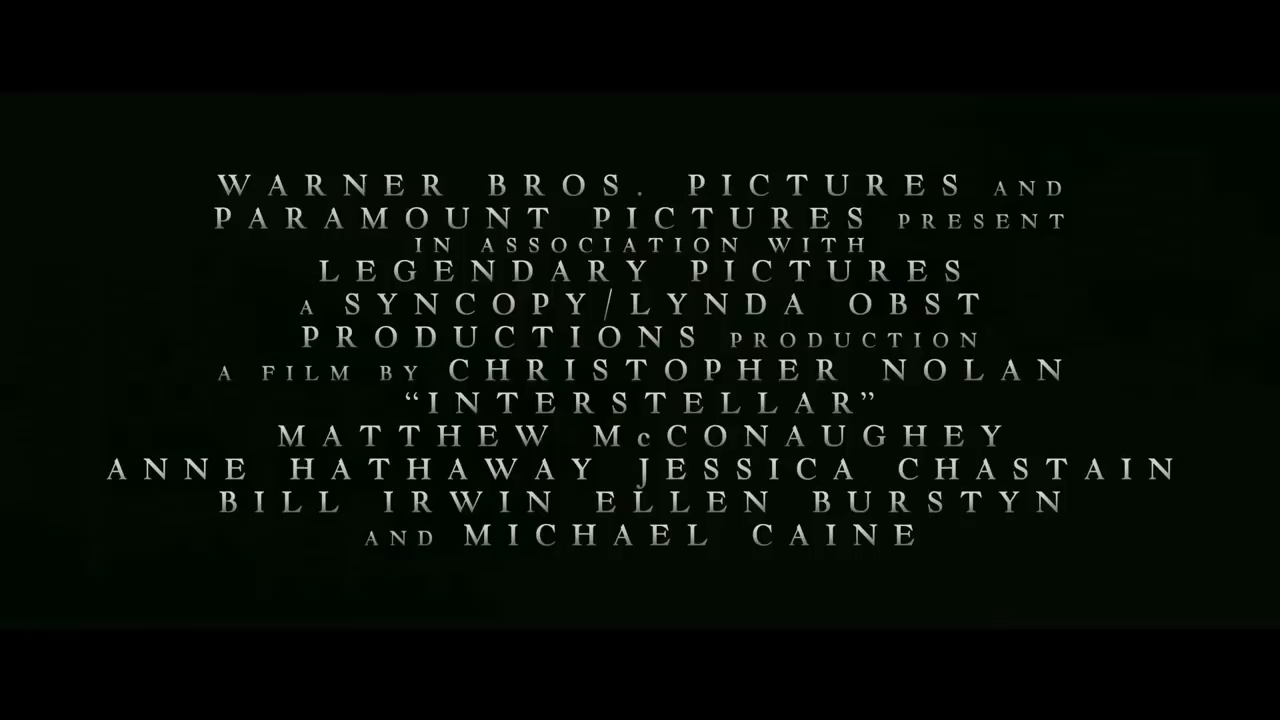 WARNER BROS. PICTURES AND
PARAMOUNT PICTURES PRESENT
IN ASSOCIATION WITH
LEGENDARY PICTURES
A SYNCOPY/LYNDA OBST
PRODUCTIONS PRODUCTION
A FILM BY CHRISTOPHER NOLAN
“INTERSTELLAR”
MATTHEW McCONAUGHEY
ANNE HATHAWAY JESSICA CHASTAIN
BILL IRWIN ELLEN BURSTYN
AND MICHAEL CAINE